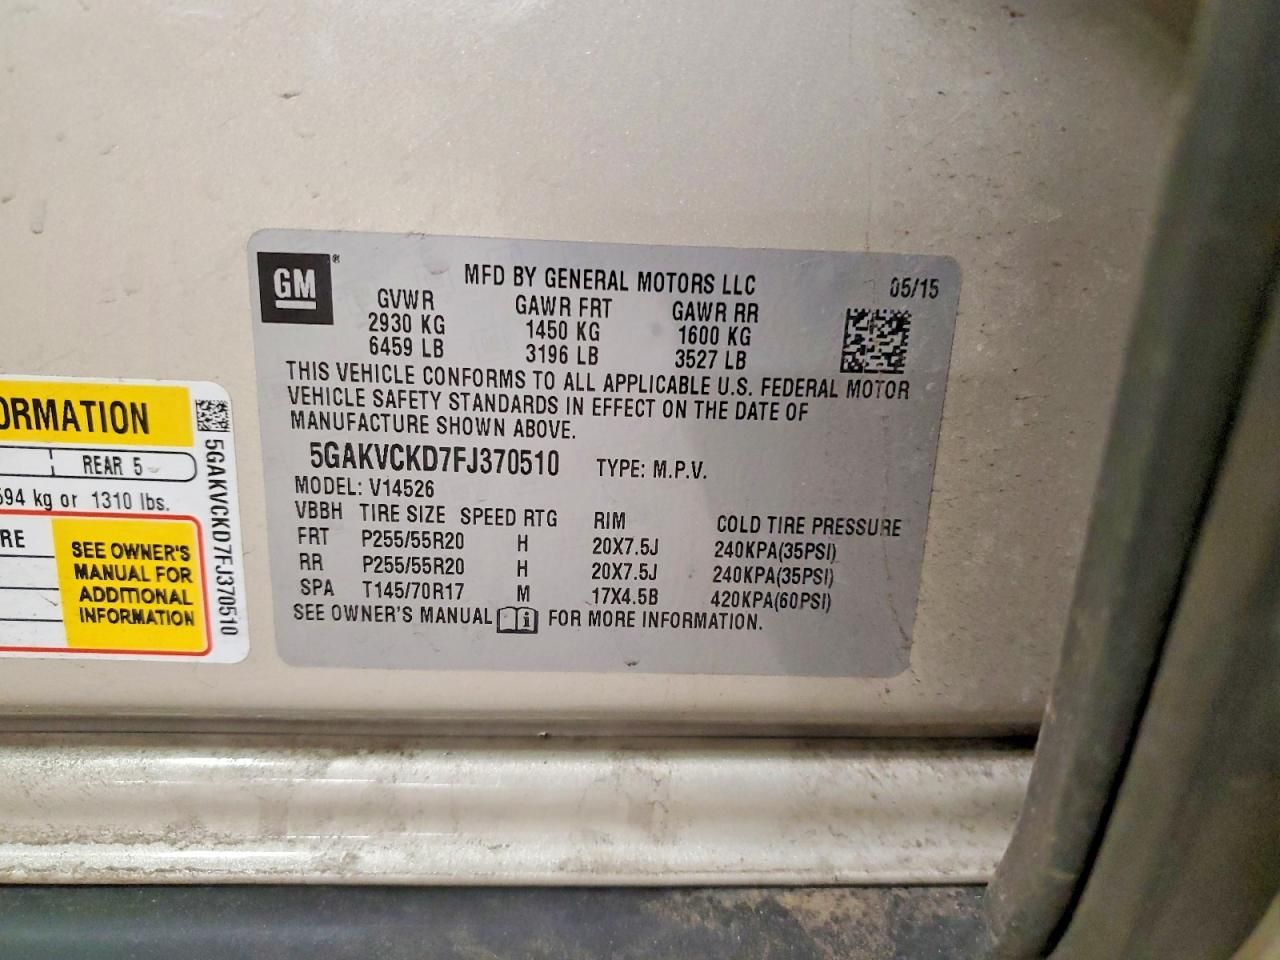 GM
®
MFD BY GENERAL MOTORS LLC 05/15
GVWR GAWR FRT GAWR RR
2930 KG 1450 KG 1600 KG
6459 LB 3196 LB 3527 LB
THIS VEHICLE CONFORMS TO ALL APPLICABLE U.S. FEDERAL MOTOR
VEHICLE SAFETY STANDARDS IN EFFECT ON THE DATE OF
MANUFACTURE SHOWN ABOVE.
5GAKVCKD7FJ370510 TYPE: M.P.V.
MODEL: V14526
VBBH TIRE SIZE SPEED RTG RIM COLD TIRE PRESSURE
FRT P255/55R20 H 20X7.5J 240KPA(35PSI)
RR P255/55R20 H 20X7.5J 240KPA(35PSI)
SPA T145/70R17 M 17X4.5B 420KPA(60PSI)
SEE OWNER'S MANUAL i FOR MORE INFORMATION.
ORMATION
REAR 5
594 kg or 1310 lbs.
RE
SEE OWNER'S
MANUAL FOR
ADDITIONAL
INFORMATION
5GAKVCKD7FJ370510